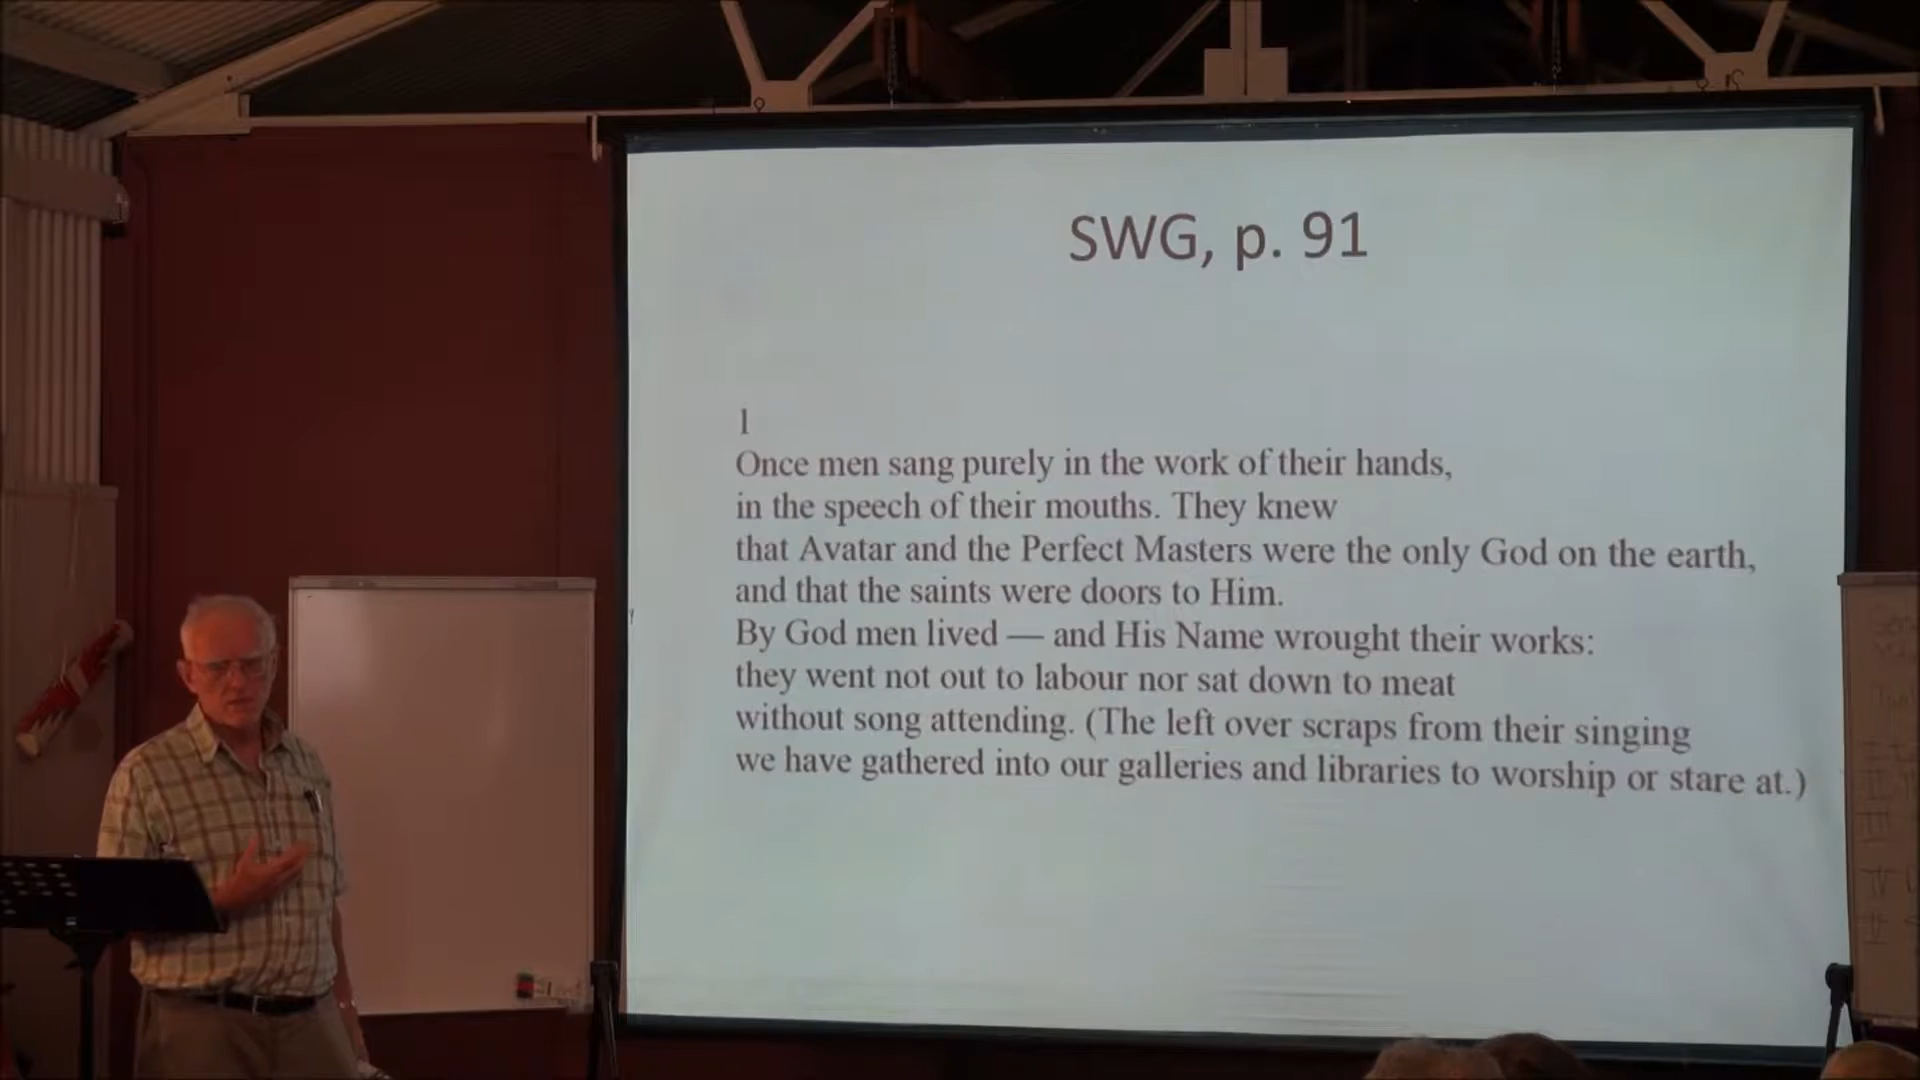 SWG, p. 91
1
Once men sang purely in the work of their hands,
in the speech of their mouths. They knew
that Avatar and the Perfect Masters were the only God on the earth,
and that the saints were doors to Him.
By God men lived — and His Name wrought their works:
they went not out to labour nor sat down to meat
without song attending. (The left over scraps from their singing
we have gathered into our galleries and libraries to worship or stare at.)
III
IV
V